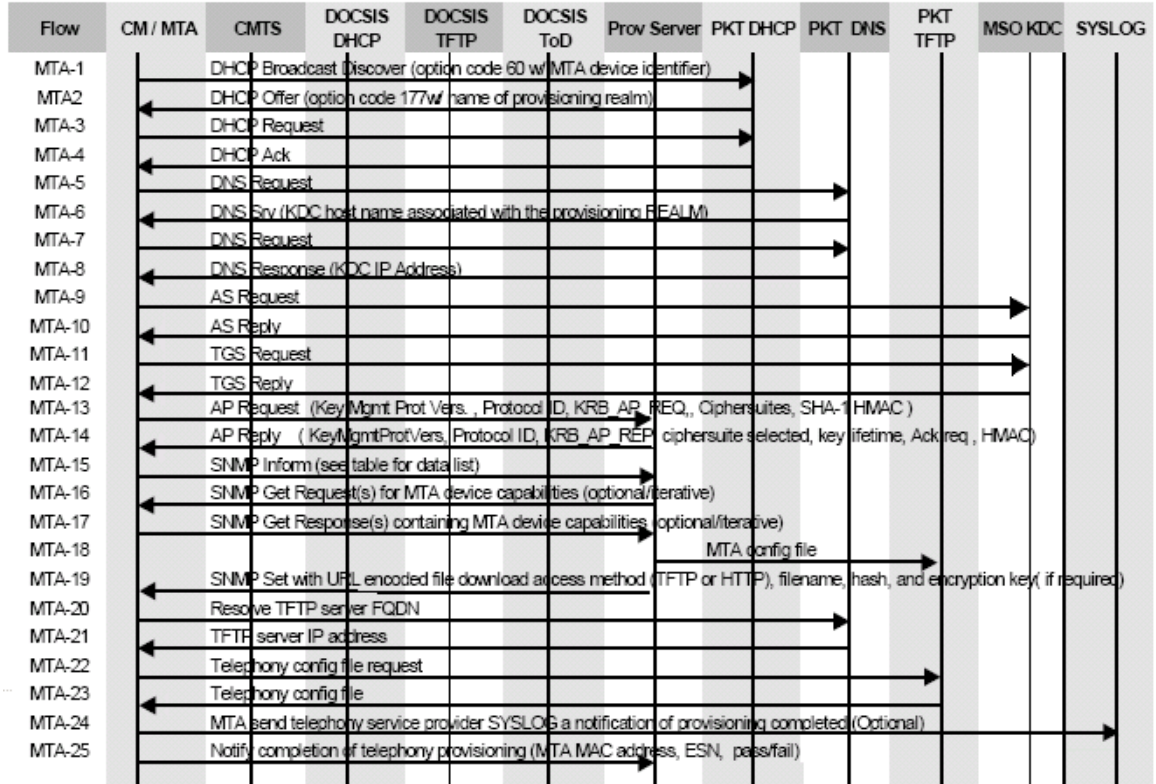 Flow CM / MTA CMTS DOCSIS DHCP DOCSIS TFTP DOCSIS ToD Prov Server PKT DHCP PKT DNS PKT TFTP MSO KDC SYSLOG
MTA-1 DHCP Broadcast Discover (option code 60 w/ MTA device identifier)
MTA2 DHCP Offer (option code 177w/ name of provisioning realm)
MTA-3 DHCP Request
MTA-4 DHCP Ack
MTA-5 DNS Request
MTA-6 DNS Srv (KDC host name associated with the provisioning REALM)
MTA-7 DNS Request
MTA-8 DNS Response (KDC IP Address)
MTA-9 AS Request
MTA-10 AS Reply
MTA-11 TGS Request
MTA-12 TGS Reply
MTA-13 AP Request (Key Mgmt Prot Vers. , Protocol ID, KRB_AP_REQ,, Ciphersuites, SHA-1 HMAC )
MTA-14 AP Reply ( KeyMgmtProtVers, Protocol ID, KRB_AP_REP, ciphersuite selected, key lifetime, Ack req , HMAC)
MTA-15 SNMP Inform (see table for data list)
MTA-16 SNMP Get Request(s) for MTA device capabilities (optional/iterative)
MTA-17 SNMP Get Response(s) containing MTA device capabilities (optional/iterative)
MTA-18 MTA config file
MTA-19 SNMP Set with URL encoded file download access method (TFTP or HTTP), filename, hash, and encryption key( if required)
MTA-20 Resolve TFTP server FQDN
MTA-21 TFTP server IP address
MTA-22 Telephony config file request
MTA-23 Telephony config file
MTA-24 MTA send telephony service provider SYSLOG a notification of provisioning completed (Optional)
MTA-25 Notify completion of telephony provisioning (MTA MAC address, ESN, pass/fail)